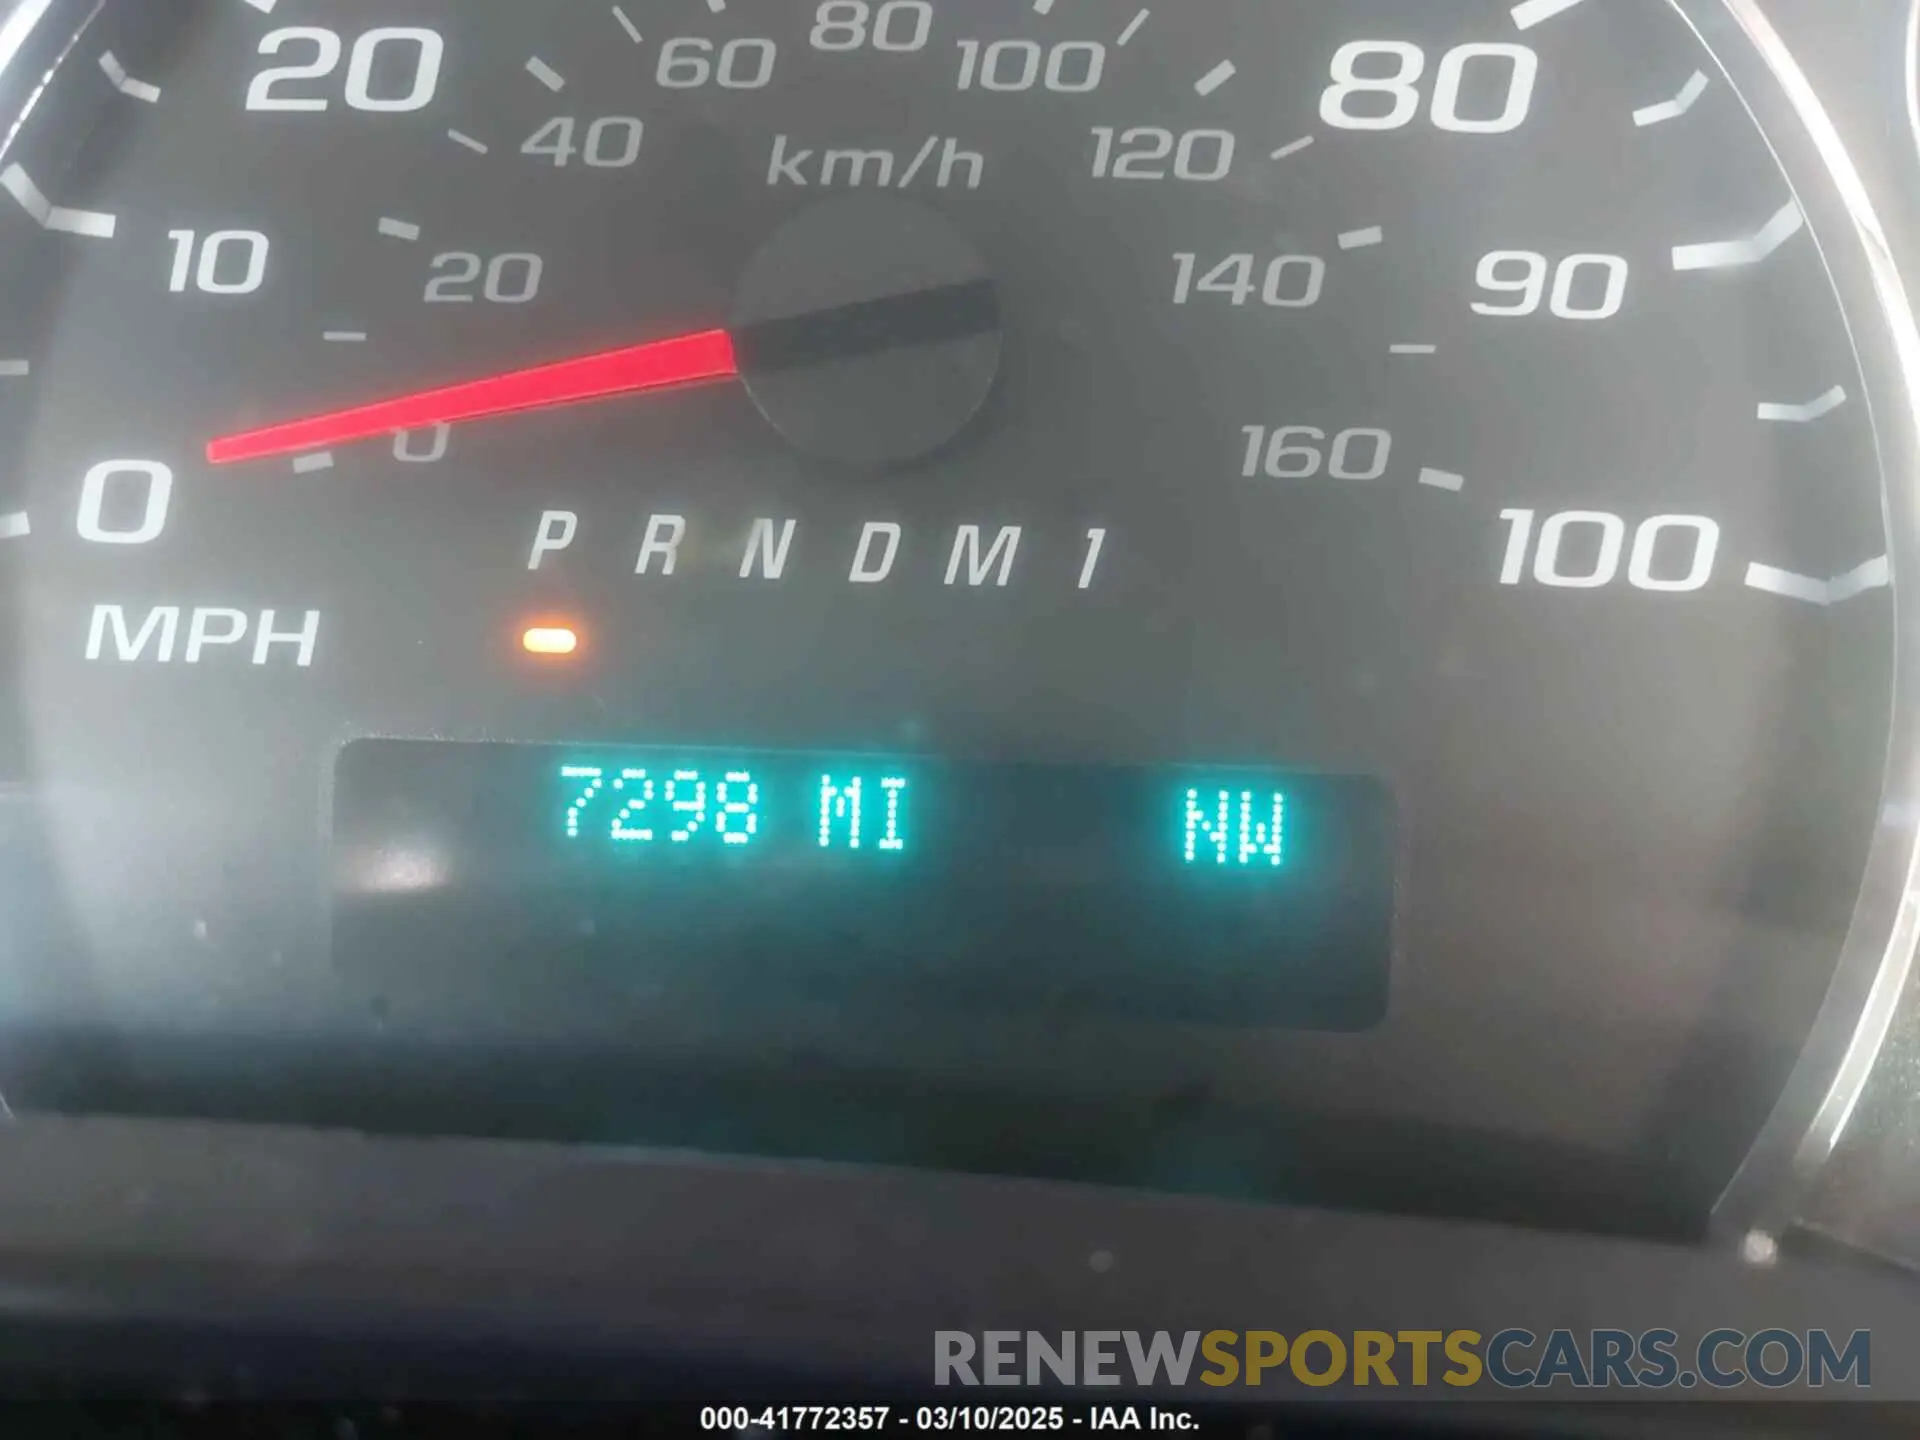 80
20 60 100 80
40 km/h 120
10 20 140 90
0 160
0 P R N D M 1 100
MPH
7298 MI NW
RENEWSPORTSCARS.COM
000-41772357 - 03/10/2025 - IAA Inc.